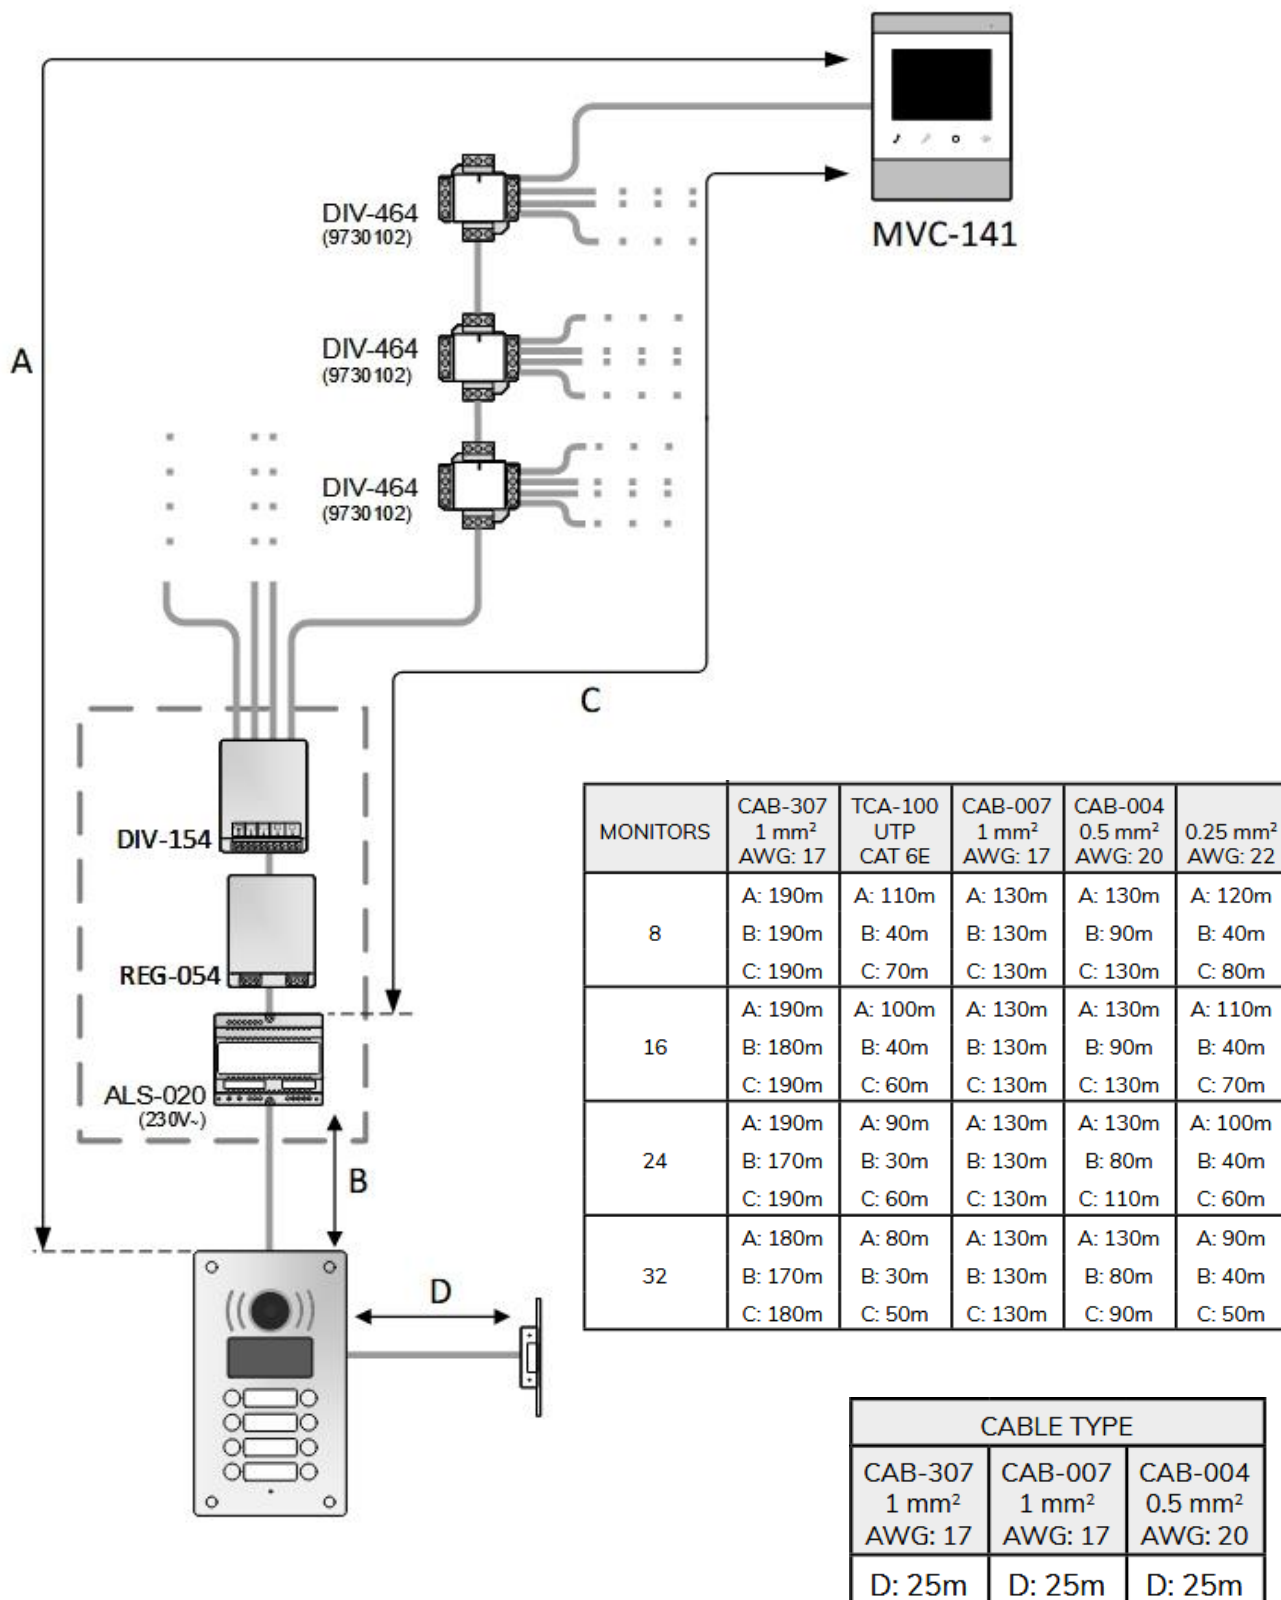 MVC-141
DIV-464
(9730102)
DIV-464
(9730102)
DIV-464
(9730102)
A
C
DIV-154
REG-054
ALS-020
(230V~)
B
D
MONITORS
CAB-307
1 mm²
AWG: 17
TCA-100
UTP
CAT 6E
CAB-007
1 mm²
AWG: 17
CAB-004
0.5 mm²
AWG: 20
0.25 mm²
AWG: 22
8
A: 190m A: 110m A: 130m A: 130m A: 120m
B: 190m B: 40m B: 130m B: 90m B: 40m
C: 190m C: 70m C: 130m C: 130m C: 80m
16
A: 190m A: 100m A: 130m A: 130m A: 110m
B: 180m B: 40m B: 130m B: 90m B: 40m
C: 190m C: 60m C: 130m C: 130m C: 70m
24
A: 190m A: 90m A: 130m A: 130m A: 100m
B: 170m B: 30m B: 130m B: 80m B: 40m
C: 190m C: 60m C: 130m C: 110m C: 60m
32
A: 180m A: 80m A: 130m A: 130m A: 90m
B: 170m B: 30m B: 130m B: 80m B: 40m
C: 180m C: 50m C: 130m C: 90m C: 50m
CABLE TYPE
CAB-307
1 mm²
AWG: 17
CAB-007
1 mm²
AWG: 17
CAB-004
0.5 mm²
AWG: 20
D: 25m D: 25m D: 25m